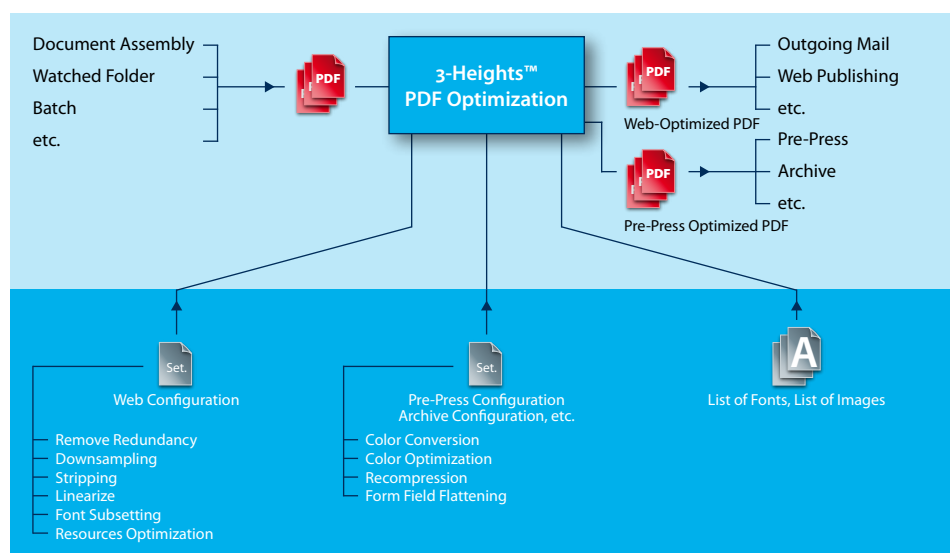 Document Assembly
Watched Folder
Batch
etc.
PDF
3-Heights™
PDF Optimization
PDF
Web-Optimized PDF
Outgoing Mail
Web Publishing
etc.
PDF
Pre-Press Optimized PDF
Pre-Press
Archive
etc.
Set.
Web Configuration
Remove Redundancy
Downsampling
Stripping
Linearize
Font Subsetting
Resources Optimization
Set.
Pre-Press Configuration
Archive Configuration, etc.
Color Conversion
Color Optimization
Recompression
Form Field Flattening
A
List of Fonts, List of Images